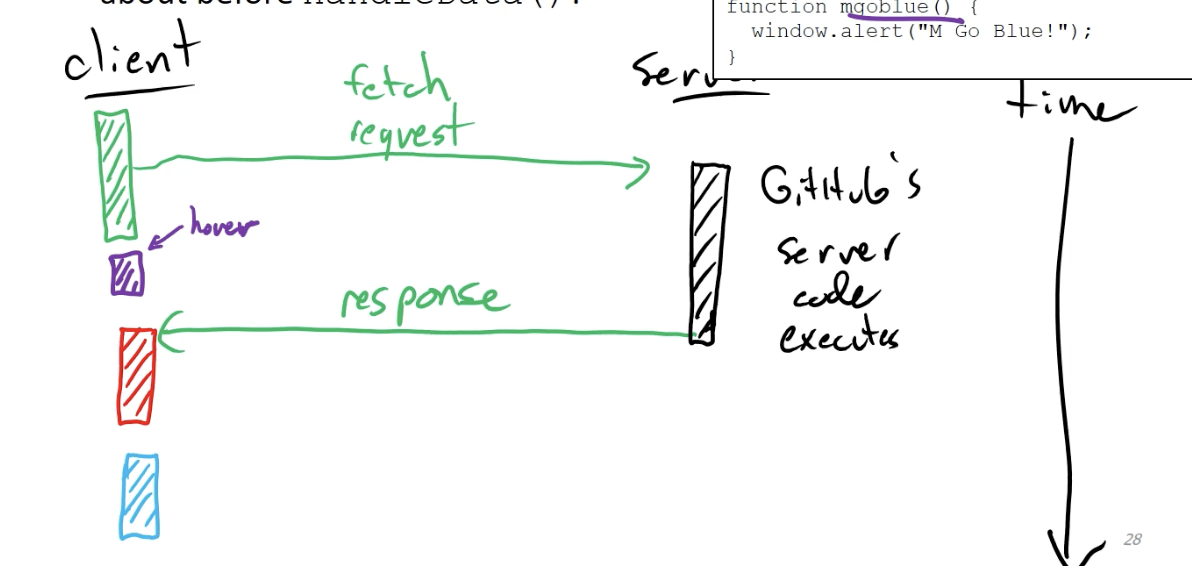 about before handleData()?
function mgoblue() {
window.alert("M Go Blue!");
}
client
fetch
request
time
GitHub's
server
code
executes
hover
response
28